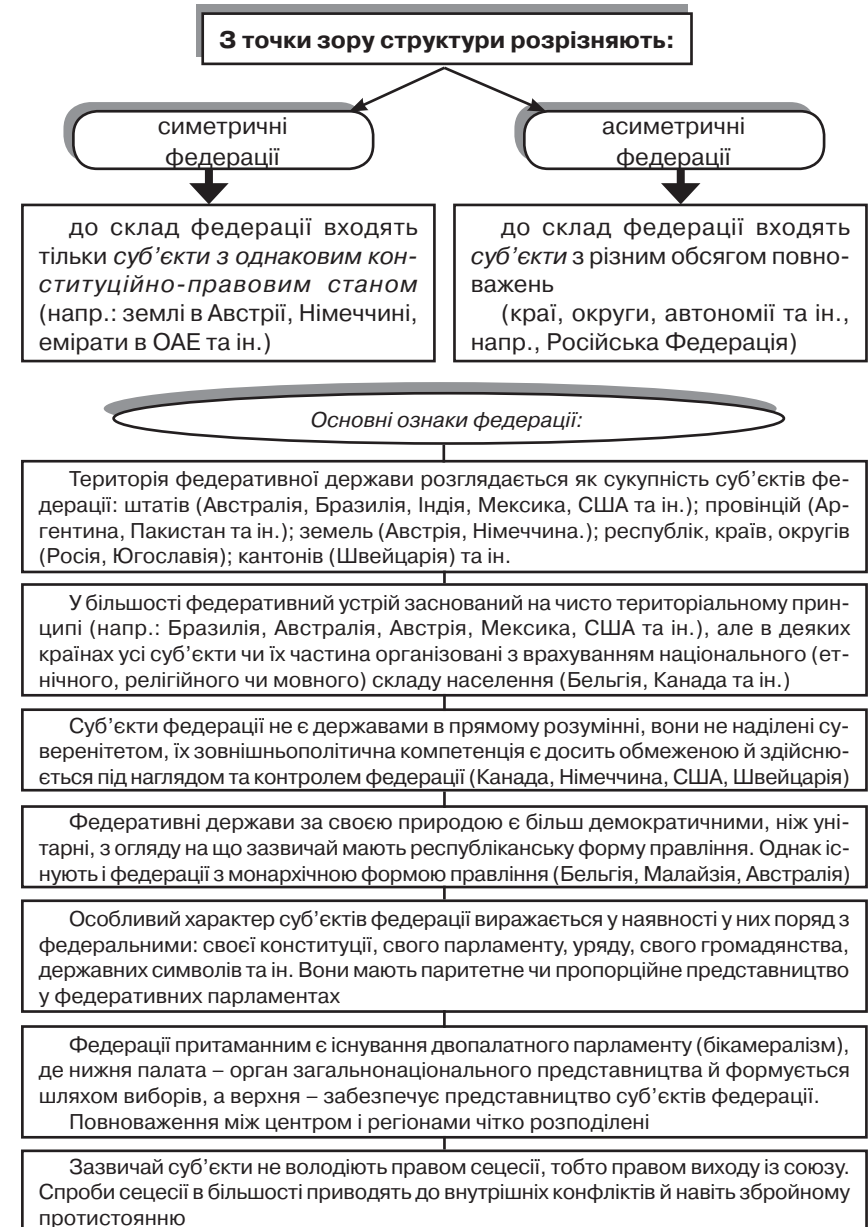 З точки зору структури розрізняють:
симетричні
федерації
асиметричні
федерації
до склад федерації входять
тільки суб’єкти з однаковим кон-
ституційно-правовим станом
(напр.: землі в Австрії, Німеччині,
емірати в ОАЕ та ін.)
до склад федерації входять
суб’єкти з різним обсягом повно-
важень
(краї, округи, автономії та ін.,
напр., Російська Федерація)
Основні ознаки федерації:
Територія федеративної держави розглядається як сукупність суб’єктів фе-
дерації: штатів (Австралія, Бразилія, Індія, Мексика, США та ін.); провінцій (Ар-
гентина, Пакистан та ін.); земель (Австрія, Німеччина.); республік, країв, округів
(Росія, Югославія); кантонів (Швейцарія) та ін.
У більшості федеративний устрій заснований на чисто територіальному прин-
ципі (напр.: Бразилія, Австралія, Австрія, Мексика, США та ін.), але в деяких
країнах усі суб’єкти чи їх частина організовані з врахуванням національного (ет-
нічного, релігійного чи мовного) складу населення (Бельгія, Канада та ін.)
Суб’єкти федерації не є державами в прямому розумінні, вони не наділені су-
веренітетом, їх зовнішньополітична компетенція є досить обмеженою й здійсню-
ється під наглядом та контролем федерації (Канада, Німеччина, США, Швейцарія)
Федеративні держави за своєю природою є більш демократичними, ніж уні-
тарні, з огляду на що зазвичай мають республіканську форму правління. Однак іс-
нують і федерації з монархічною формою правління (Бельгія, Малайзія, Австралія)
Особливий характер суб’єктів федерації виражається у наявності у них поряд з
федеральними: своєї конституції, свого парламенту, уряду, свого громадянства,
державних символів та ін. Вони мають паритетне чи пропорційне представництво
у федеративних парламентах
Федерації притаманним є існування двопалатного парламенту (бікамералізм),
де нижня палата – орган загальнонаціонального представництва й формується
шляхом виборів, а верхня – забезпечує представництво суб’єктів федерації.
Повноваження між центром і регіонами чітко розподілені
Зазвичай суб’єкти не володіють правом сецесії, тобто правом виходу із союзу.
Спроби сецесії в більшості приводять до внутрішніх конфліктів й навіть збройному
протистоянню